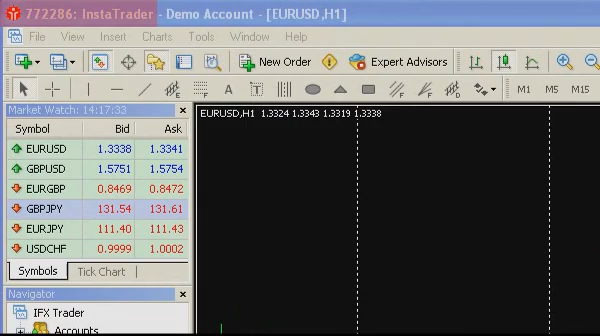 772286: InstaTrader - Demo Account - [EURUSD,H1]
File View Insert Charts Tools Window Help
New Order Expert Advisors
A T F F D M1 M5 M15
Market Watch: 14:17:33
Symbol Bid Ask
EURUSD 1.3338 1.3341
GBPUSD 1.5751 1.5754
EURGBP 0.8469 0.8472
GBPJPY 131.54 131.61
EURJPY 111.40 111.43
USDCHF 0.9999 1.0002
Symbols Tick Chart
Navigator
IFX Trader
Accounts
EURUSD,H1 1.3324 1.3343 1.3319 1.3338